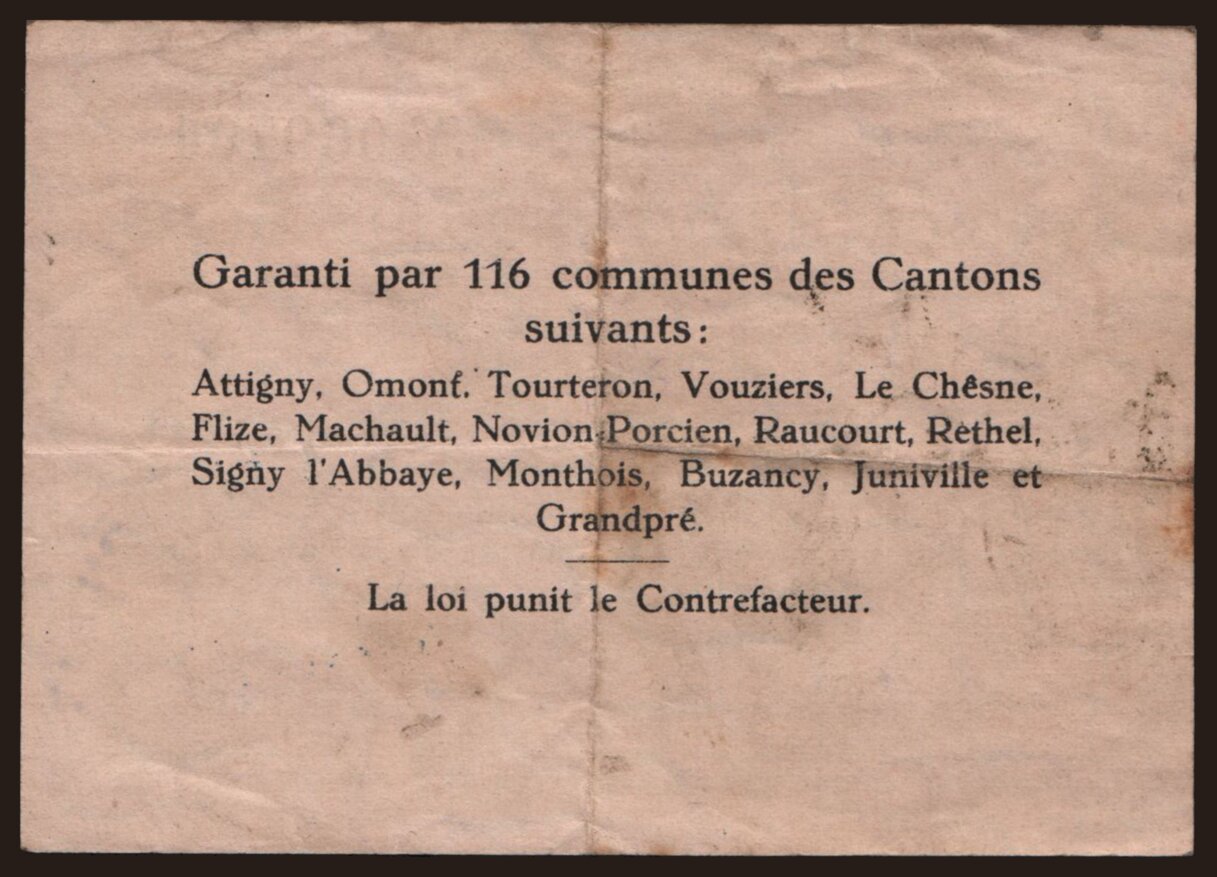 Garanti par 116 communes des Cantons
suivants:
Attigny, Omont. Tourteron, Vouziers, Le Chêsne,
Flize, Machault, Novion-Porcien, Raucourt, Rethel,
Signy l'Abbaye, Monthois, Buzancy, Juniville et
Grandpré.
La loi punit le Contrefacteur.